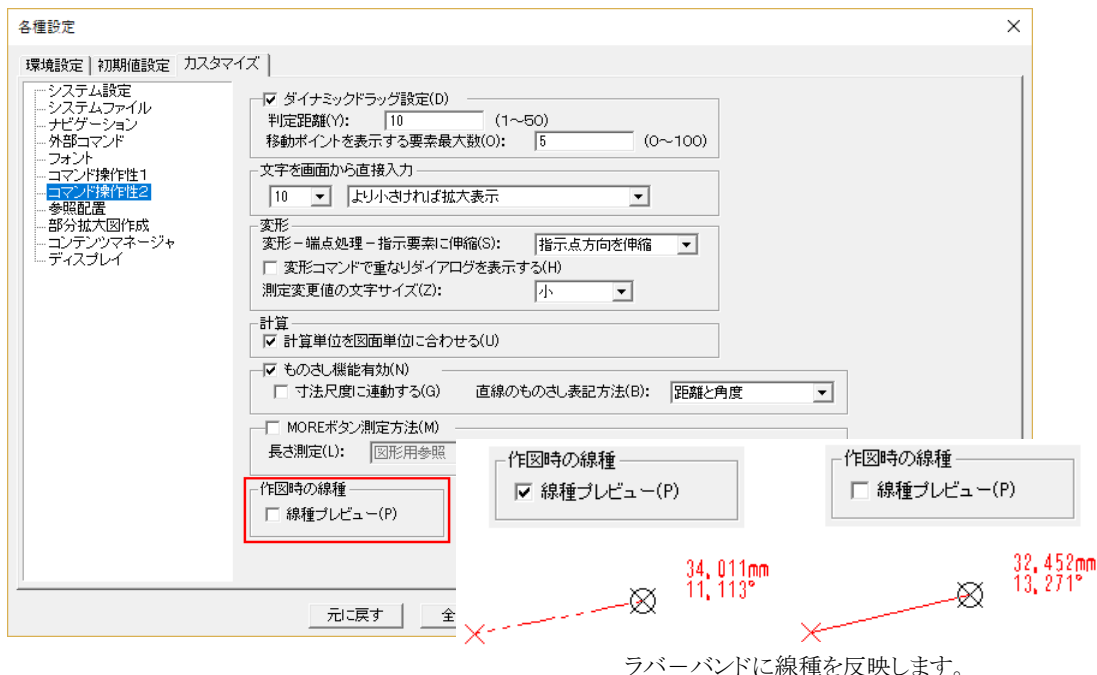 各種設定
環境設定 初期値設定 カスタマイズ
システム設定
システムファイル
ナビゲーション
外部コマンド
フォント
コマンド操作性1
コマンド操作性2
参照配置
部分拡大図作成
コンテンツマネージャ
ディスプレイ
ダイナミックドラッグ設定(D)
判定距離(Y): 10 (1～50)
移動ポイントを表示する要素最大数(O): 5 (0～100)
文字を画面から直接入力
10 より小さければ拡大表示
変形
変形－端点処理－指示要素に伸縮(S): 指示点方向を伸縮
変形コマンドで重なりダイアログを表示する(H)
測定変更値の文字サイズ(Z): 小
計算
計算単位を図面単位に合わせる(U)
ものさし機能有効(N)
寸法尺度に連動する(G) 直線のものさし表記方法(B): 距離と角度
MOREボタン測定方法(M)
長さ測定(L): 図形用参照
作図時の線種
線種プレビュー(P)
元に戻す 全
作図時の線種
線種プレビュー(P)
34.011mm
11.113°
作図時の線種
線種プレビュー(P)
32.452mm
13.271°
ラバーバンドに線種を反映します。